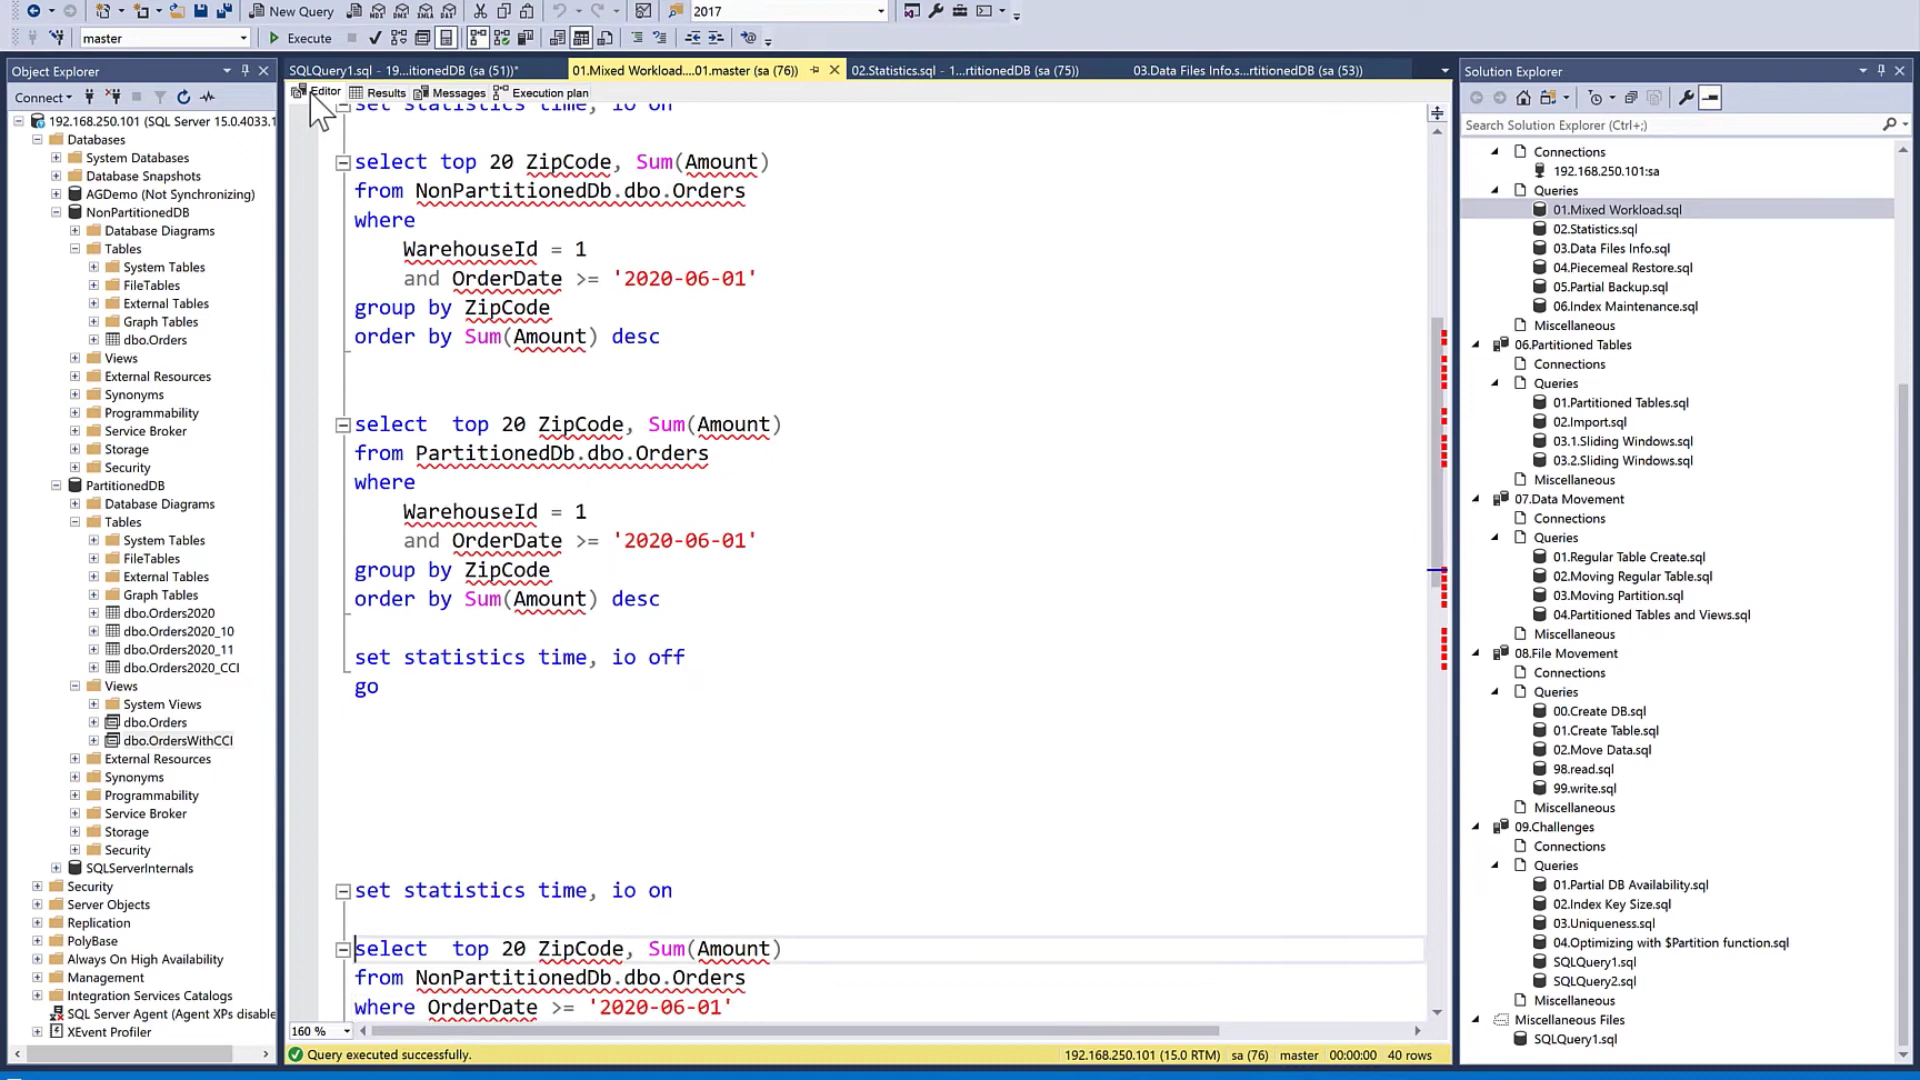 New Query
2017
master
Execute
Object Explorer
Connect
192.168.250.101 (SQL Server 15.0.4033.1
Databases
System Databases
Database Snapshots
AGDemo (Not Synchronizing)
NonPartitionedDB
Database Diagrams
Tables
System Tables
FileTables
External Tables
Graph Tables
dbo.Orders
Views
External Resources
Synonyms
Programmability
Service Broker
Storage
Security
PartitionedDB
Database Diagrams
Tables
System Tables
FileTables
External Tables
Graph Tables
dbo.Orders2020
dbo.Orders2020_10
dbo.Orders2020_11
dbo.Orders2020_CCI
Views
System Views
dbo.Orders
dbo.OrdersWithCCI
External Resources
Synonyms
Programmability
Service Broker
Storage
Security
SQLServerInternals
Security
Server Objects
Replication
PolyBase
Always On High Availability
Management
Integration Services Catalogs
SQL Server Agent (Agent XPs disable
XEvent Profiler
SQLQuery1.sql - 19...itionedDB (sa (51))*
01.Mixed Workload....01.master (sa (76))
02.Statistics.sql - 1...rtitionedDB (sa (75))
03.Data Files Info.s...rtitionedDB (sa (53))
Editor
Results
Messages
Execution plan
set statistics time, io on
select top 20 ZipCode, Sum(Amount)
from NonPartitionedDb.dbo.Orders
where
WarehouseId = 1
and OrderDate >= '2020-06-01'
group by ZipCode
order by Sum(Amount) desc
select  top 20 ZipCode, Sum(Amount)
from PartitionedDb.dbo.Orders
where
WarehouseId = 1
and OrderDate >= '2020-06-01'
group by ZipCode
order by Sum(Amount) desc
set statistics time, io off
go
set statistics time, io on
select  top 20 ZipCode, Sum(Amount)
from NonPartitionedDb.dbo.Orders
where OrderDate >= '2020-06-01'
160 %
Query executed successfully.
192.168.250.101 (15.0 RTM)
sa (76)
master
00:00:00
40 rows
Solution Explorer
Search Solution Explorer (Ctrl+;)
Connections
192.168.250.101:sa
Queries
01.Mixed Workload.sql
02.Statistics.sql
03.Data Files Info.sql
04.Piecemeal Restore.sql
05.Partial Backup.sql
06.Index Maintenance.sql
Miscellaneous
06.Partitioned Tables
Connections
Queries
01.Partitioned Tables.sql
02.Import.sql
03.1.Sliding Windows.sql
03.2.Sliding Windows.sql
Miscellaneous
07.Data Movement
Connections
Queries
01.Regular Table Create.sql
02.Moving Regular Table.sql
03.Moving Partition.sql
04.Partitioned Tables and Views.sql
Miscellaneous
08.File Movement
Connections
Queries
00.Create DB.sql
01.Create Table.sql
02.Move Data.sql
98.read.sql
99.write.sql
Miscellaneous
09.Challenges
Connections
Queries
01.Partial DB Availability.sql
02.Index Key Size.sql
03.Uniqueness.sql
04.Optimizing with $Partition function.sql
SQLQuery1.sql
SQLQuery2.sql
Miscellaneous
Miscellaneous Files
SQLQuery1.sql